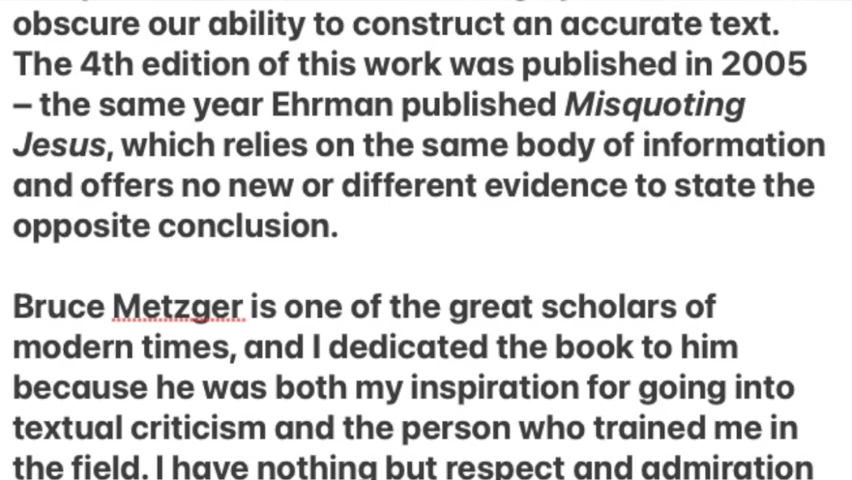 obscure our ability to construct an accurate text.
The 4th edition of this work was published in 2005
– the same year Ehrman published Misquoting
Jesus, which relies on the same body of information
and offers no new or different evidence to state the
opposite conclusion.
Bruce Metzger is one of the great scholars of
modern times, and I dedicated the book to him
because he was both my inspiration for going into
textual criticism and the person who trained me in
the field. I have nothing but respect and admiration